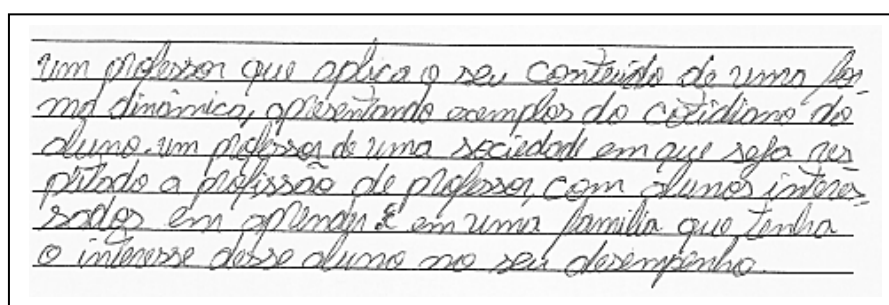 um professor que aplica o seu conteúdo de uma for-
ma dinâmica, apresentando exemplos do cotidiano do
aluno. um professor de uma sociedade em que seja res
peitado a profissão de professor, com alunos interes-
sados em aprender e em uma familia que tenha
o interesse desse aluno no seu desempenho.